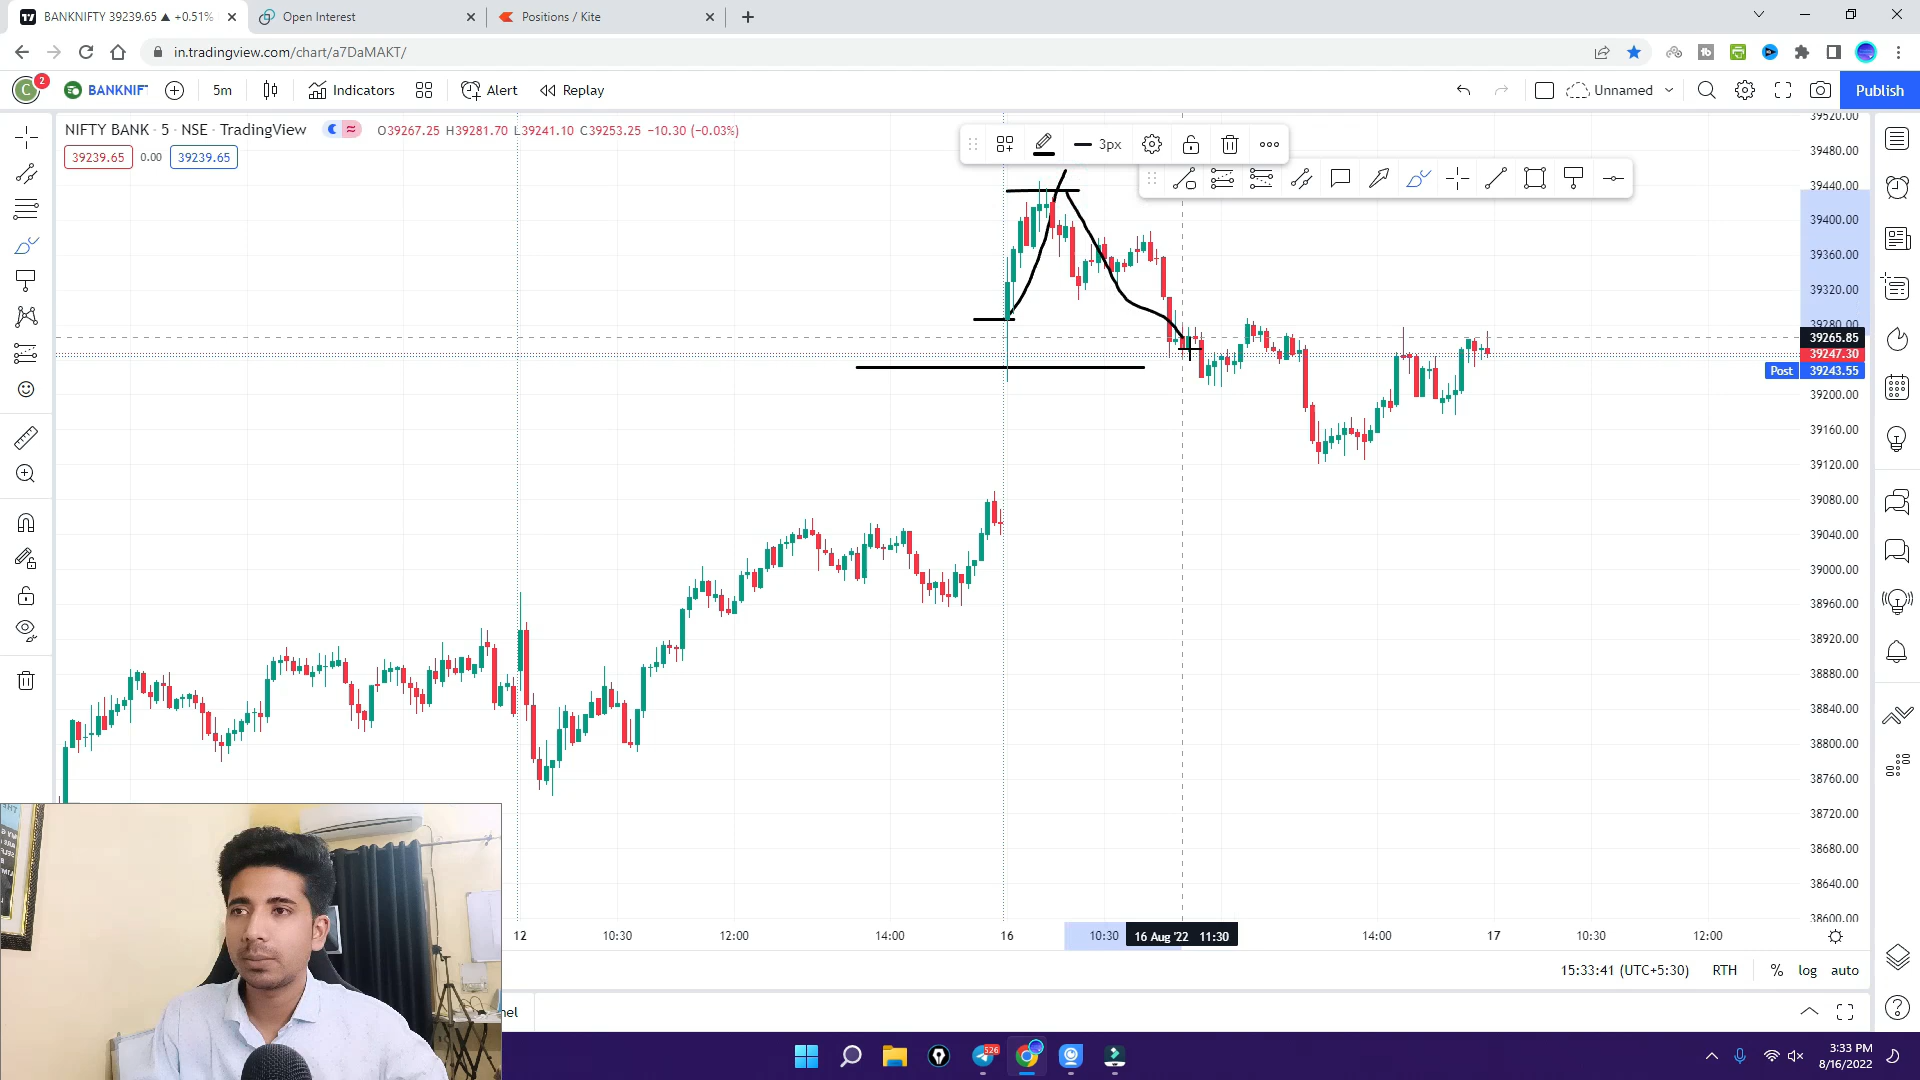 BANKNIFTY 39239.65 ▲ +0.51%
Open Interest
Positions / Kite
in.tradingview.com/chart/a7DaMAKT/
C
2
BANKNIF
5m
Indicators
Alert
Replay
Unnamed
Publish
NIFTY BANK · 5 · NSE · TradingView
O39267.25 H39281.70 L39241.10 C39253.25 −10.30 (−0.03%)
39239.65
0.00
39239.65
3px
39520.00
39480.00
39440.00
39400.00
39360.00
39320.00
39280.00
39265.85
39247.30
Post 39243.55
39200.00
39160.00
39120.00
39080.00
39040.00
39000.00
38960.00
38920.00
38880.00
38840.00
38800.00
38760.00
38720.00
38680.00
38640.00
38600.00
12
10:30
12:00
14:00
16
10:30
16 Aug '22 11:30
14:00
17
10:30
12:00
15:33:41 (UTC+5:30)
RTH
%
log
auto
nel
526
3:33 PM
8/16/2022